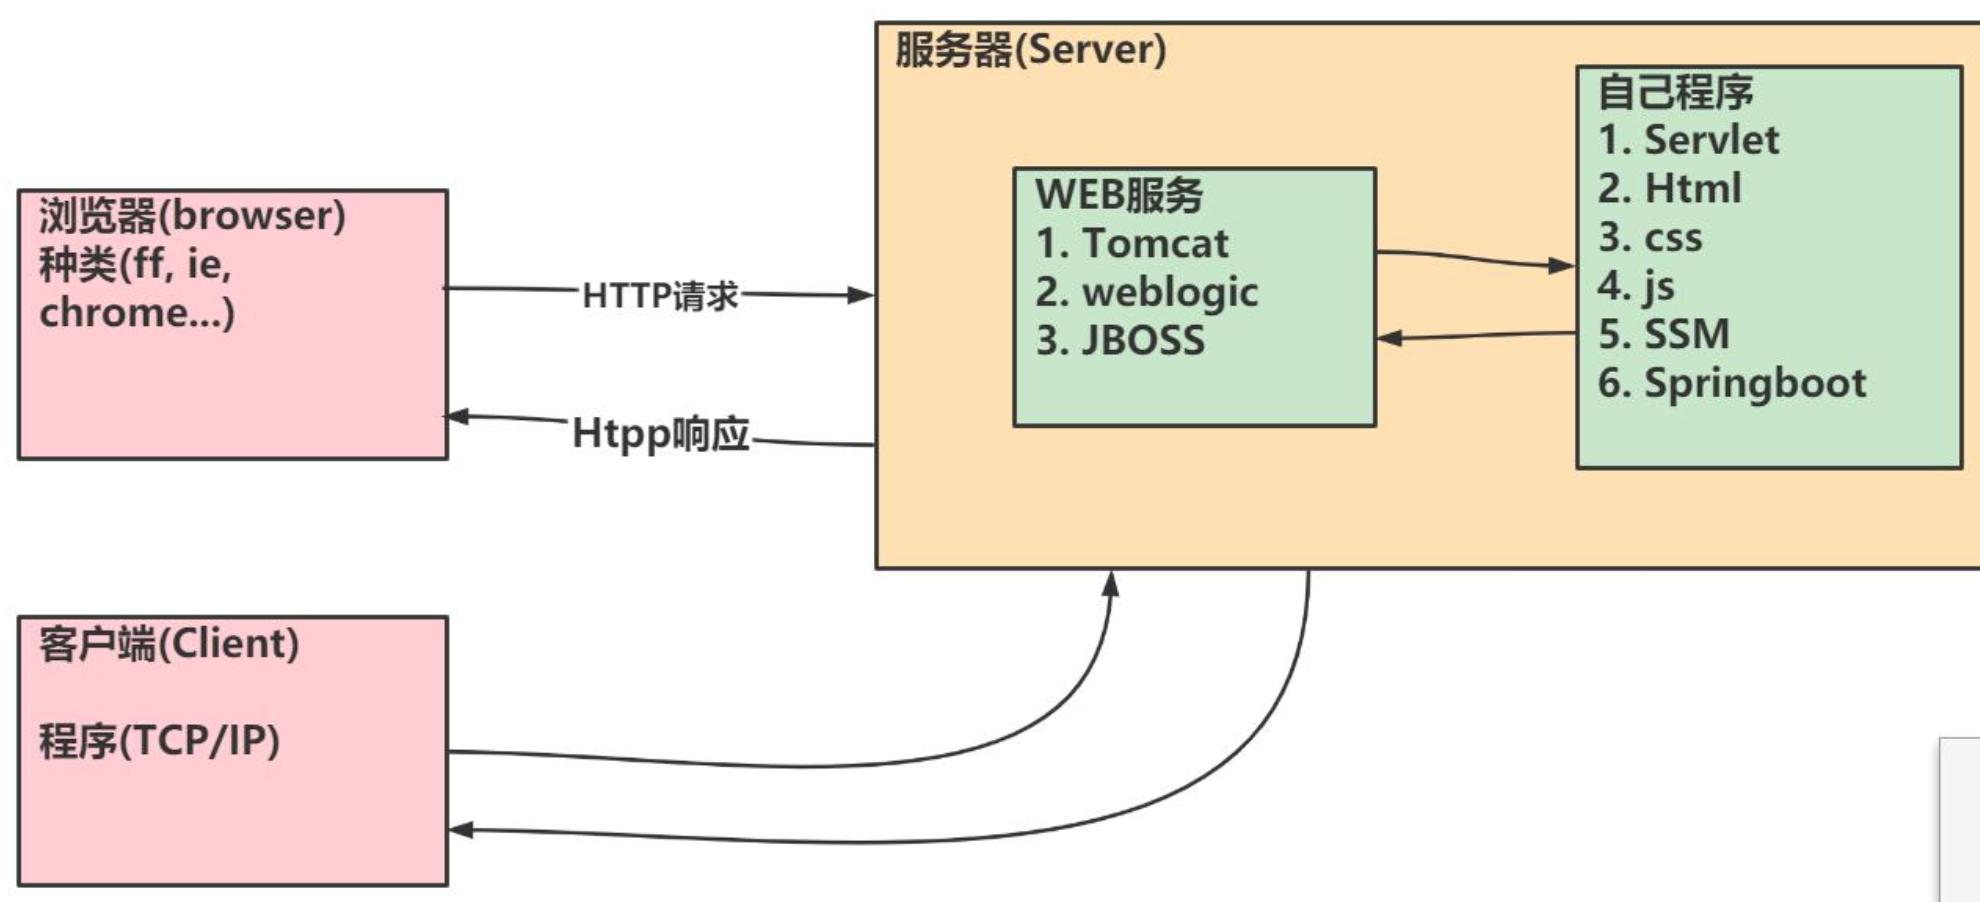 服务器(Server)
自己程序
1. Servlet
2. Html
3. css
4. js
5. SSM
6. Springboot
WEB服务
1. Tomcat
2. weblogic
3. JBOSS
浏览器(browser)
种类(ff, ie,
chrome...)
HTTP请求
Htpp响应
客户端(Client)
程序(TCP/IP)